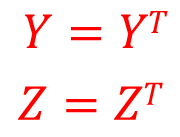 Y = Y^T
Z = Z^T